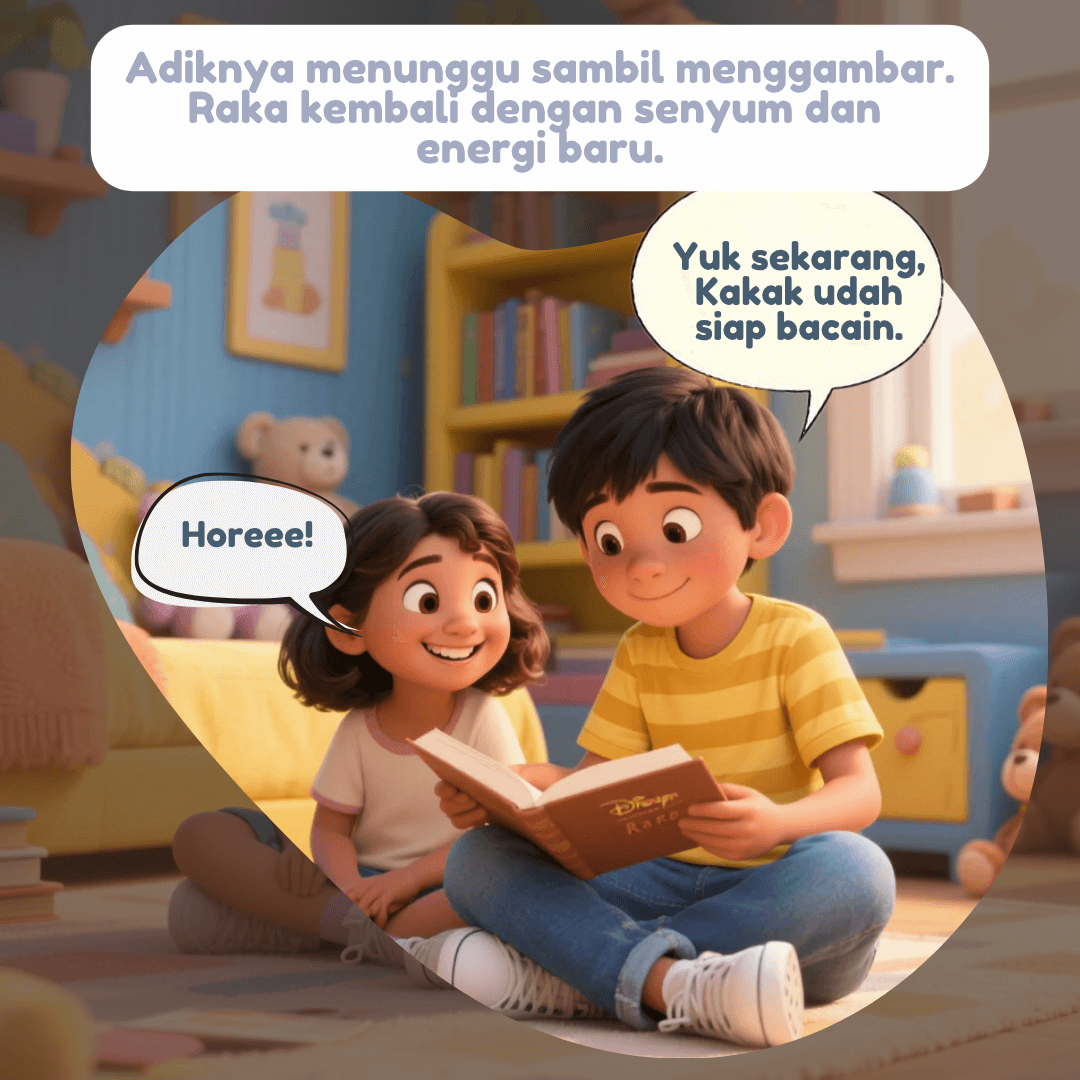 Adiknya menunggu sambil menggambar.
Raka kembali dengan senyum dan
energi baru.
Yuk sekarang,
Kakak udah
siap bacain.
Horeee!